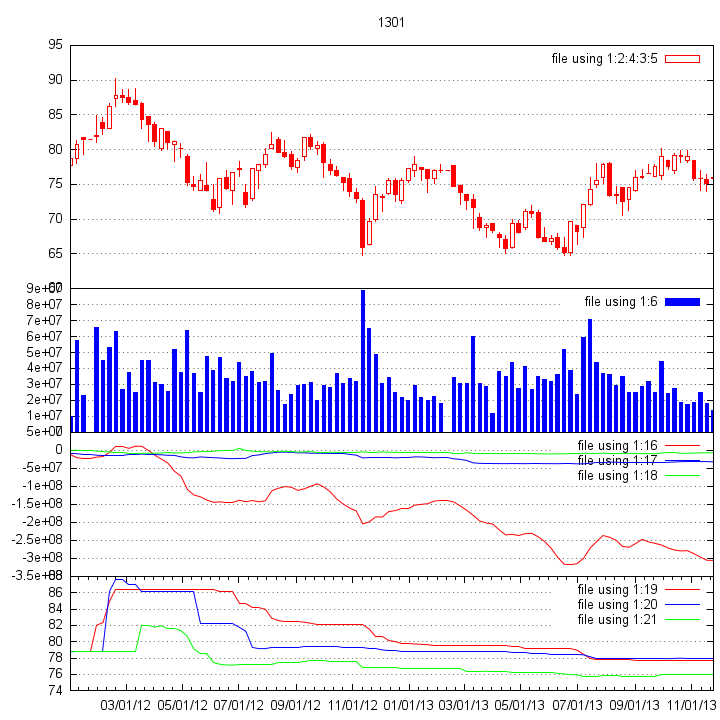 1301
95
file using 1:2:4:3:5
90
85
80
75
70
65
9e+07
file using 1:6
8e+07
7e+07
6e+07
5e+07
4e+07
3e+07
2e+07
1e+07
5e+07
0
file using 1:16
file using 1:17
-5e+07
file using 1:18
-1e+08
-1.5e+08
-2e+08
-2.5e+08
-3e+08
-3.5e+08
86
file using 1:19
84
file using 1:20
82
file using 1:21
80
78
76
74
03/01/12 05/01/12 07/01/12 09/01/12 11/01/12 01/01/13 03/01/13 05/01/13 07/01/13 09/01/13 11/01/13